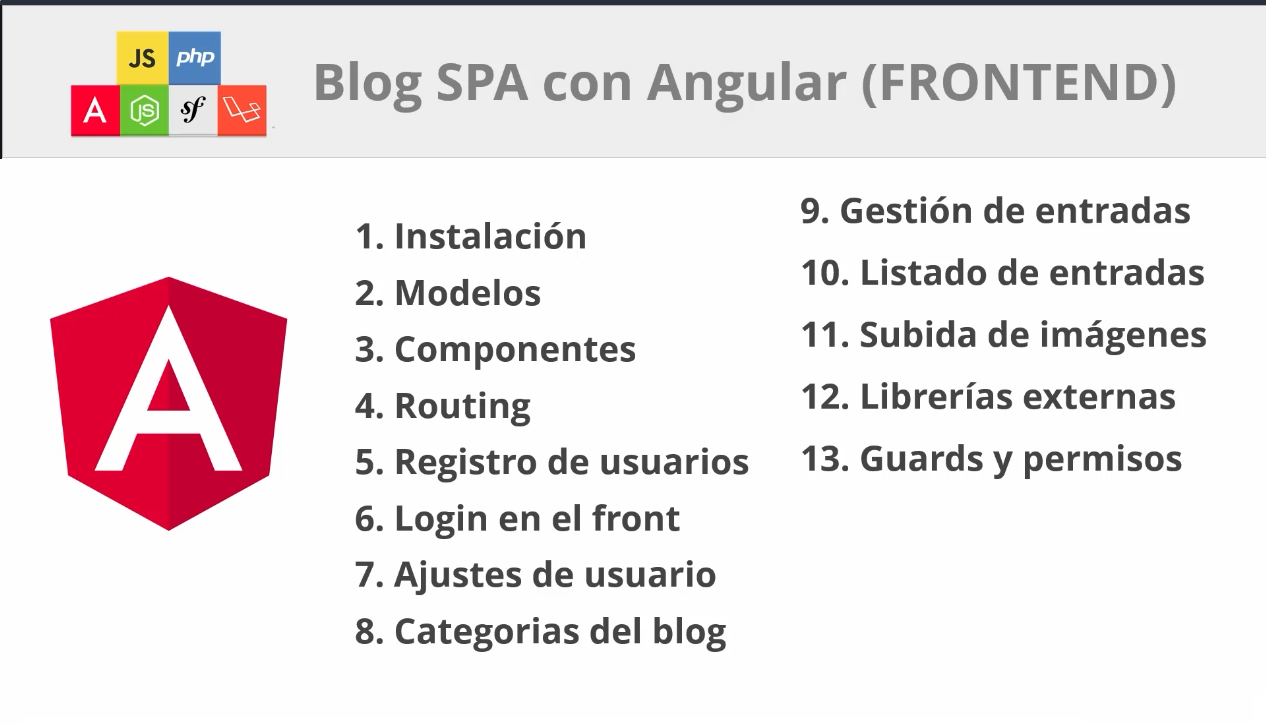 JS php
A JS sf
Blog SPA con Angular (FRONTEND)
A
1. Instalación
2. Modelos
3. Componentes
4. Routing
5. Registro de usuarios
6. Login en el front
7. Ajustes de usuario
8. Categorias del blog
9. Gestión de entradas
10. Listado de entradas
11. Subida de imágenes
12. Librerías externas
13. Guards y permisos